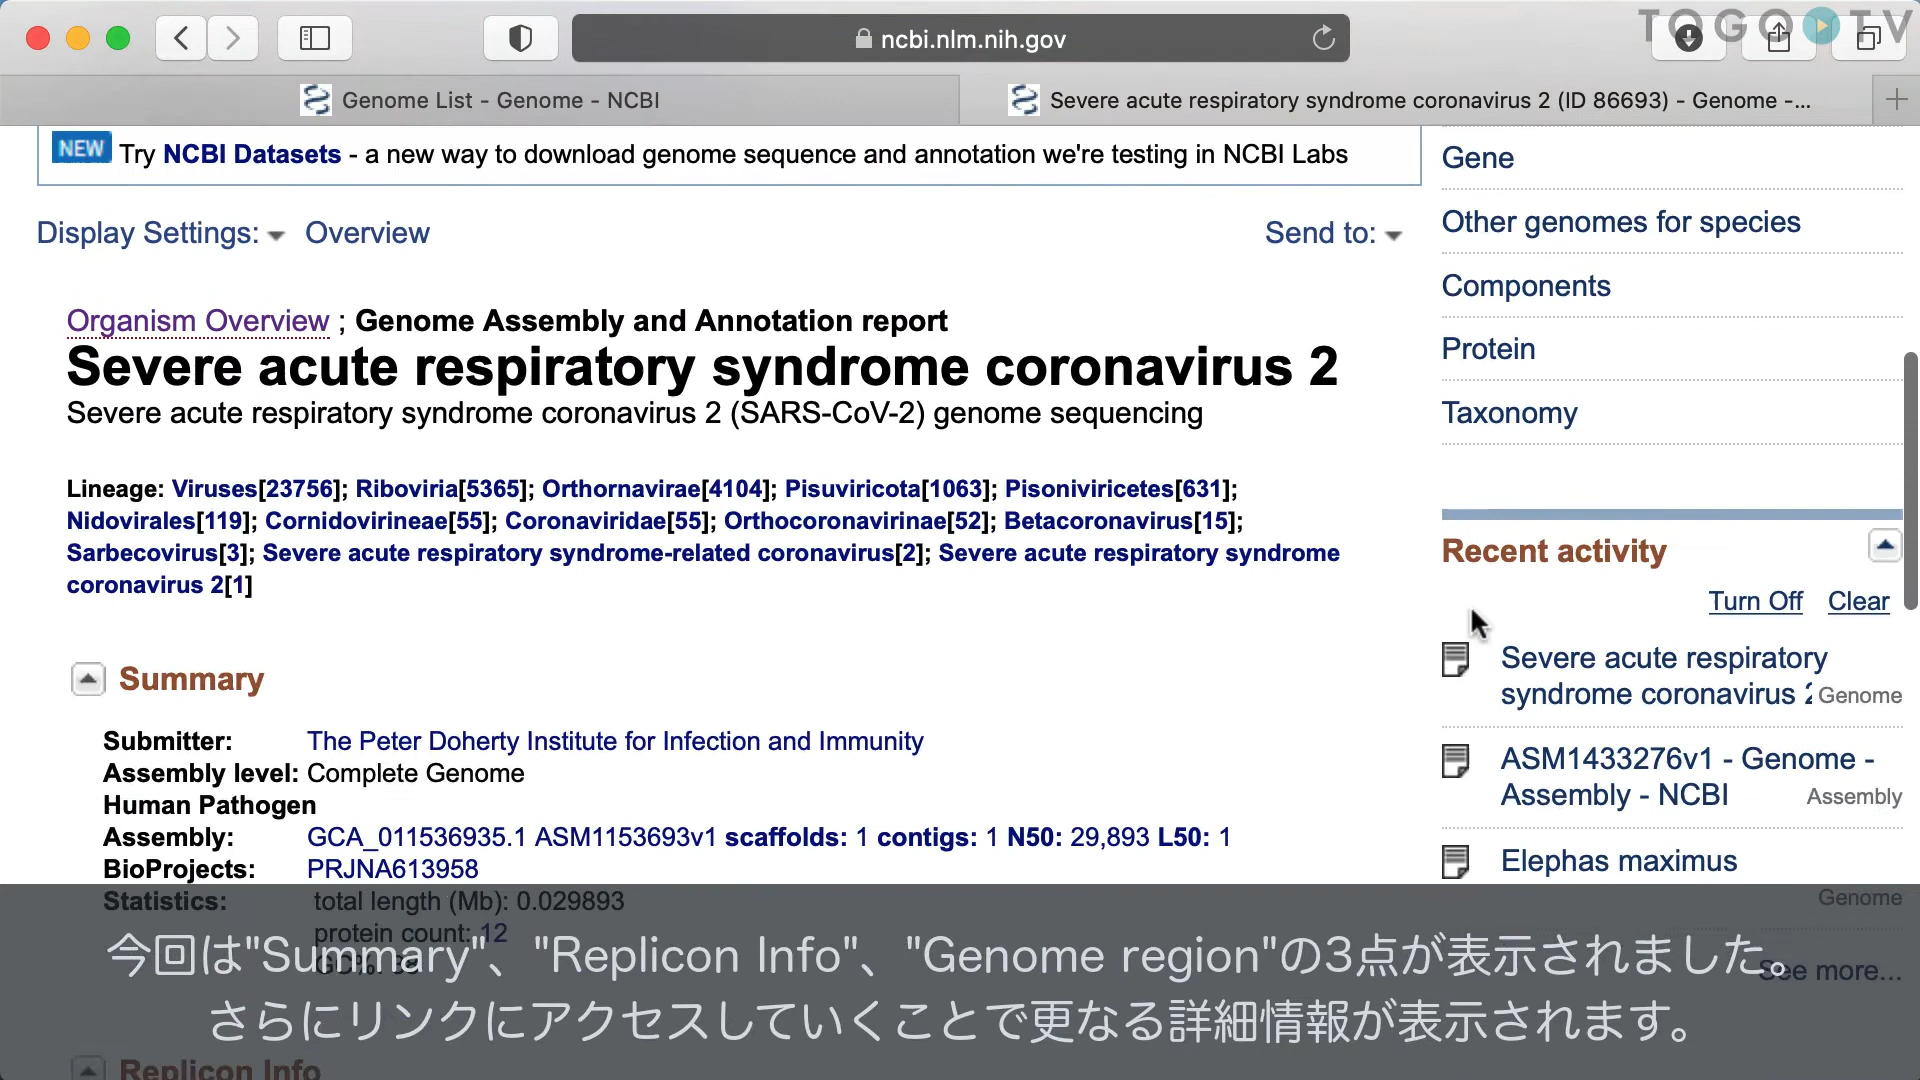 ncbi.nlm.nih.gov
TOGO TV
Genome List - Genome - NCBI
Severe acute respiratory syndrome coronavirus 2 (ID 86693) - Genome -...
NEW Try NCBI Datasets - a new way to download genome sequence and annotation we're testing in NCBI Labs
Display Settings: Overview
Send to:
Organism Overview ; Genome Assembly and Annotation report
Severe acute respiratory syndrome coronavirus 2
Severe acute respiratory syndrome coronavirus 2 (SARS-CoV-2) genome sequencing
Lineage: Viruses[23756]; Riboviria[5365]; Orthornavirae[4104]; Pisuviricota[1063]; Pisoniviricetes[631];
Nidovirales[119]; Cornidovirineae[55]; Coronaviridae[55]; Orthocoronavirinae[52]; Betacoronavirus[15];
Sarbecovirus[3]; Severe acute respiratory syndrome-related coronavirus[2]; Severe acute respiratory syndrome
coronavirus 2[1]
Summary
Submitter: The Peter Doherty Institute for Infection and Immunity
Assembly level: Complete Genome
Human Pathogen
Assembly: GCA_011536935.1 ASM1153693v1 scaffolds: 1 contigs: 1 N50: 29,893 L50: 1
BioProjects: PRJNA613958
Statistics: total length (Mb): 0.029893
protein count: 12
Replicon Info
Gene
Other genomes for species
Components
Protein
Taxonomy
Recent activity
Turn Off Clear
Severe acute respiratory
syndrome coronavirus 2 Genome
ASM1433276v1 - Genome -
Assembly - NCBI Assembly
Elephas maximus
Genome
See more...
今回は"Summary"、"Replicon Info"、"Genome region"の3点が表示されました。
さらにリンクにアクセスしていくことで更なる詳細情報が表示されます。